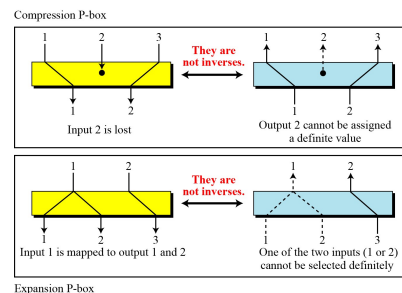 Compression P-box
1 2 3 1 2 3
They are
not inverses.
1 2 1 2
Input 2 is lost
Output 2 cannot be assigned
a definite value
1 2 1 2
They are
not inverses.
1 2 3 1 2 3
Input 1 is mapped to output 1 and 2
One of the two inputs (1 or 2)
cannot be selected definitely
Expansion P-box